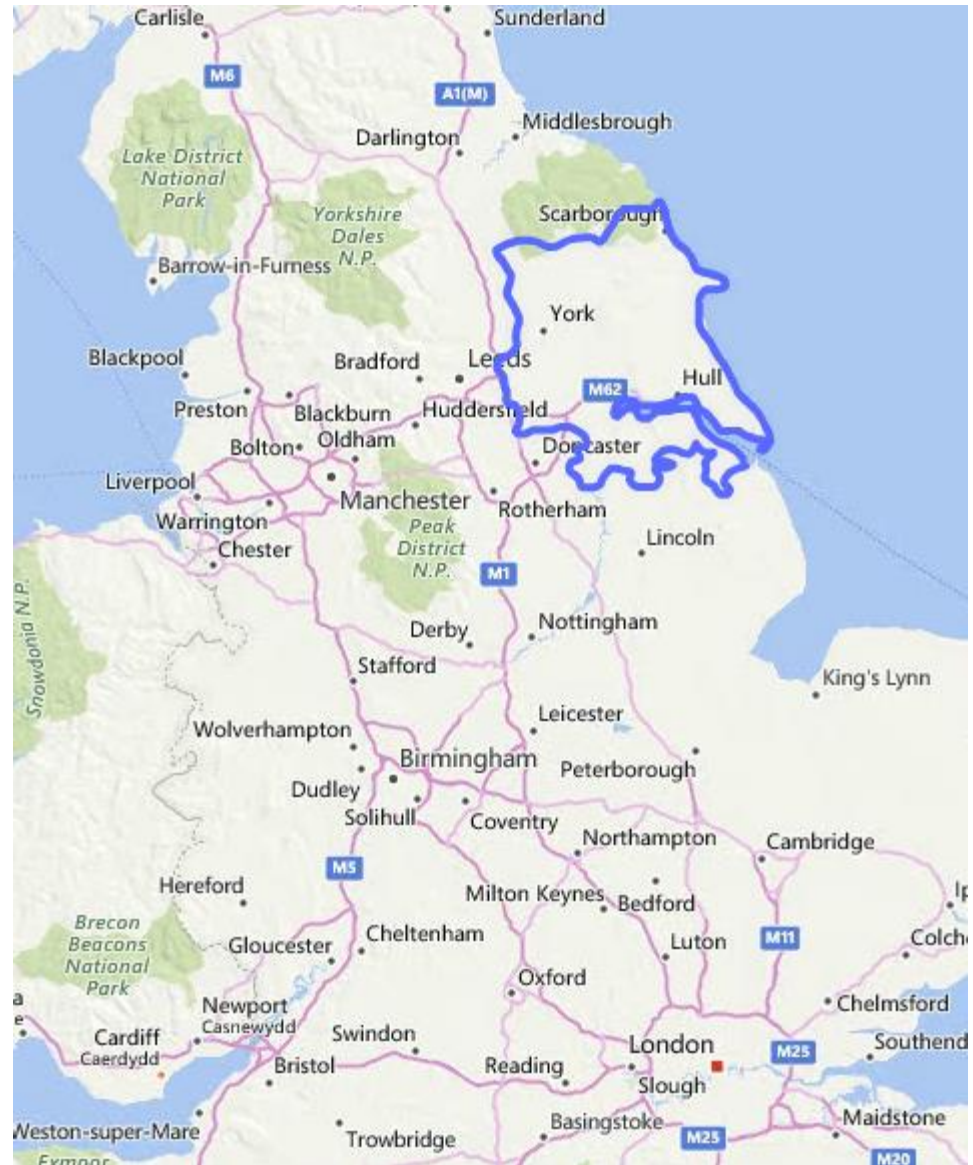 Carlisle
Sunderland
M6
A1(M)
Middlesbrough
Darlington
Lake District
National
Park
Yorkshire
Dales
N.P.
Scarborough
Barrow-in-Furness
York
Blackpool
Bradford
Leeds
M62
Hull
Preston
Blackburn
Huddersfield
Bolton
Oldham
Doncaster
Liverpool
Manchester
Rotherham
Warrington
Peak
District
N.P.
Chester
Lincoln
M1
Snowdonia N.P.
Derby
Nottingham
Stafford
King's Lynn
Leicester
Wolverhampton
Birmingham
Peterborough
Dudley
Solihull
Coventry
Northampton
Cambridge
M5
Hereford
Milton Keynes
Bedford
Ip
Brecon
Beacons
National
Park
Gloucester
Cheltenham
Luton
M11
Colche
Oxford
Newport
Casnewydd
Chelmsford
a
e
Cardiff
Caerdydd
Swindon
London
M25
Southend
Bristol
Reading
Slough
Weston-super-Mare
Trowbridge
Basingstoke
M25
Maidstone
Exmoor
M20